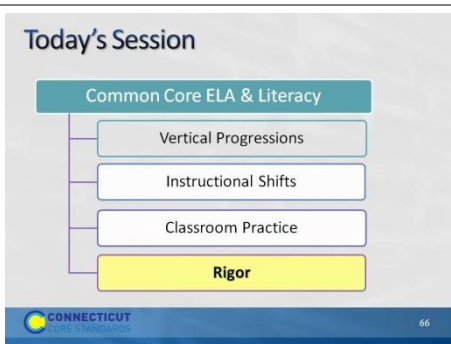 Today's Session
Common Core ELA & Literacy
Vertical Progressions
Instructional Shifts
Classroom Practice
Rigor
CONNECTICUT
CORE STANDARDS
66